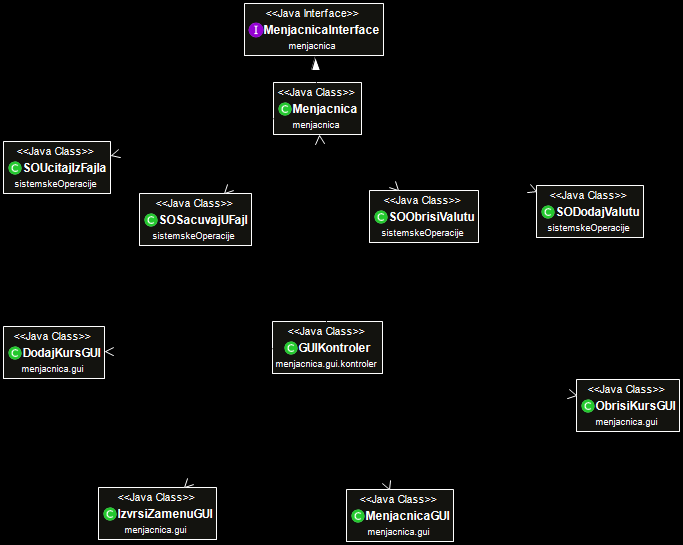 <<Java Interface>>
I MenjacnicaInterface
menjacnica
<<Java Class>>
C Menjacnica
menjacnica
<<Java Class>>
C SOUcitajIzFajla
sistemskeOperacije
<<Java Class>>
C SOSacuvajUFajl
sistemskeOperacije
<<Java Class>>
C SOObrisiValutu
sistemskeOperacije
<<Java Class>>
C SODodajValutu
sistemskeOperacije
<<Java Class>>
C DodajKursGUI
menjacnica.gui
<<Java Class>>
C GUIKontroler
menjacnica.gui.kontroler
<<Java Class>>
C ObrisiKursGUI
menjacnica.gui
<<Java Class>>
C IzvrsiZamenuGUI
menjacnica.gui
<<Java Class>>
C MenjacnicaGUI
menjacnica.gui